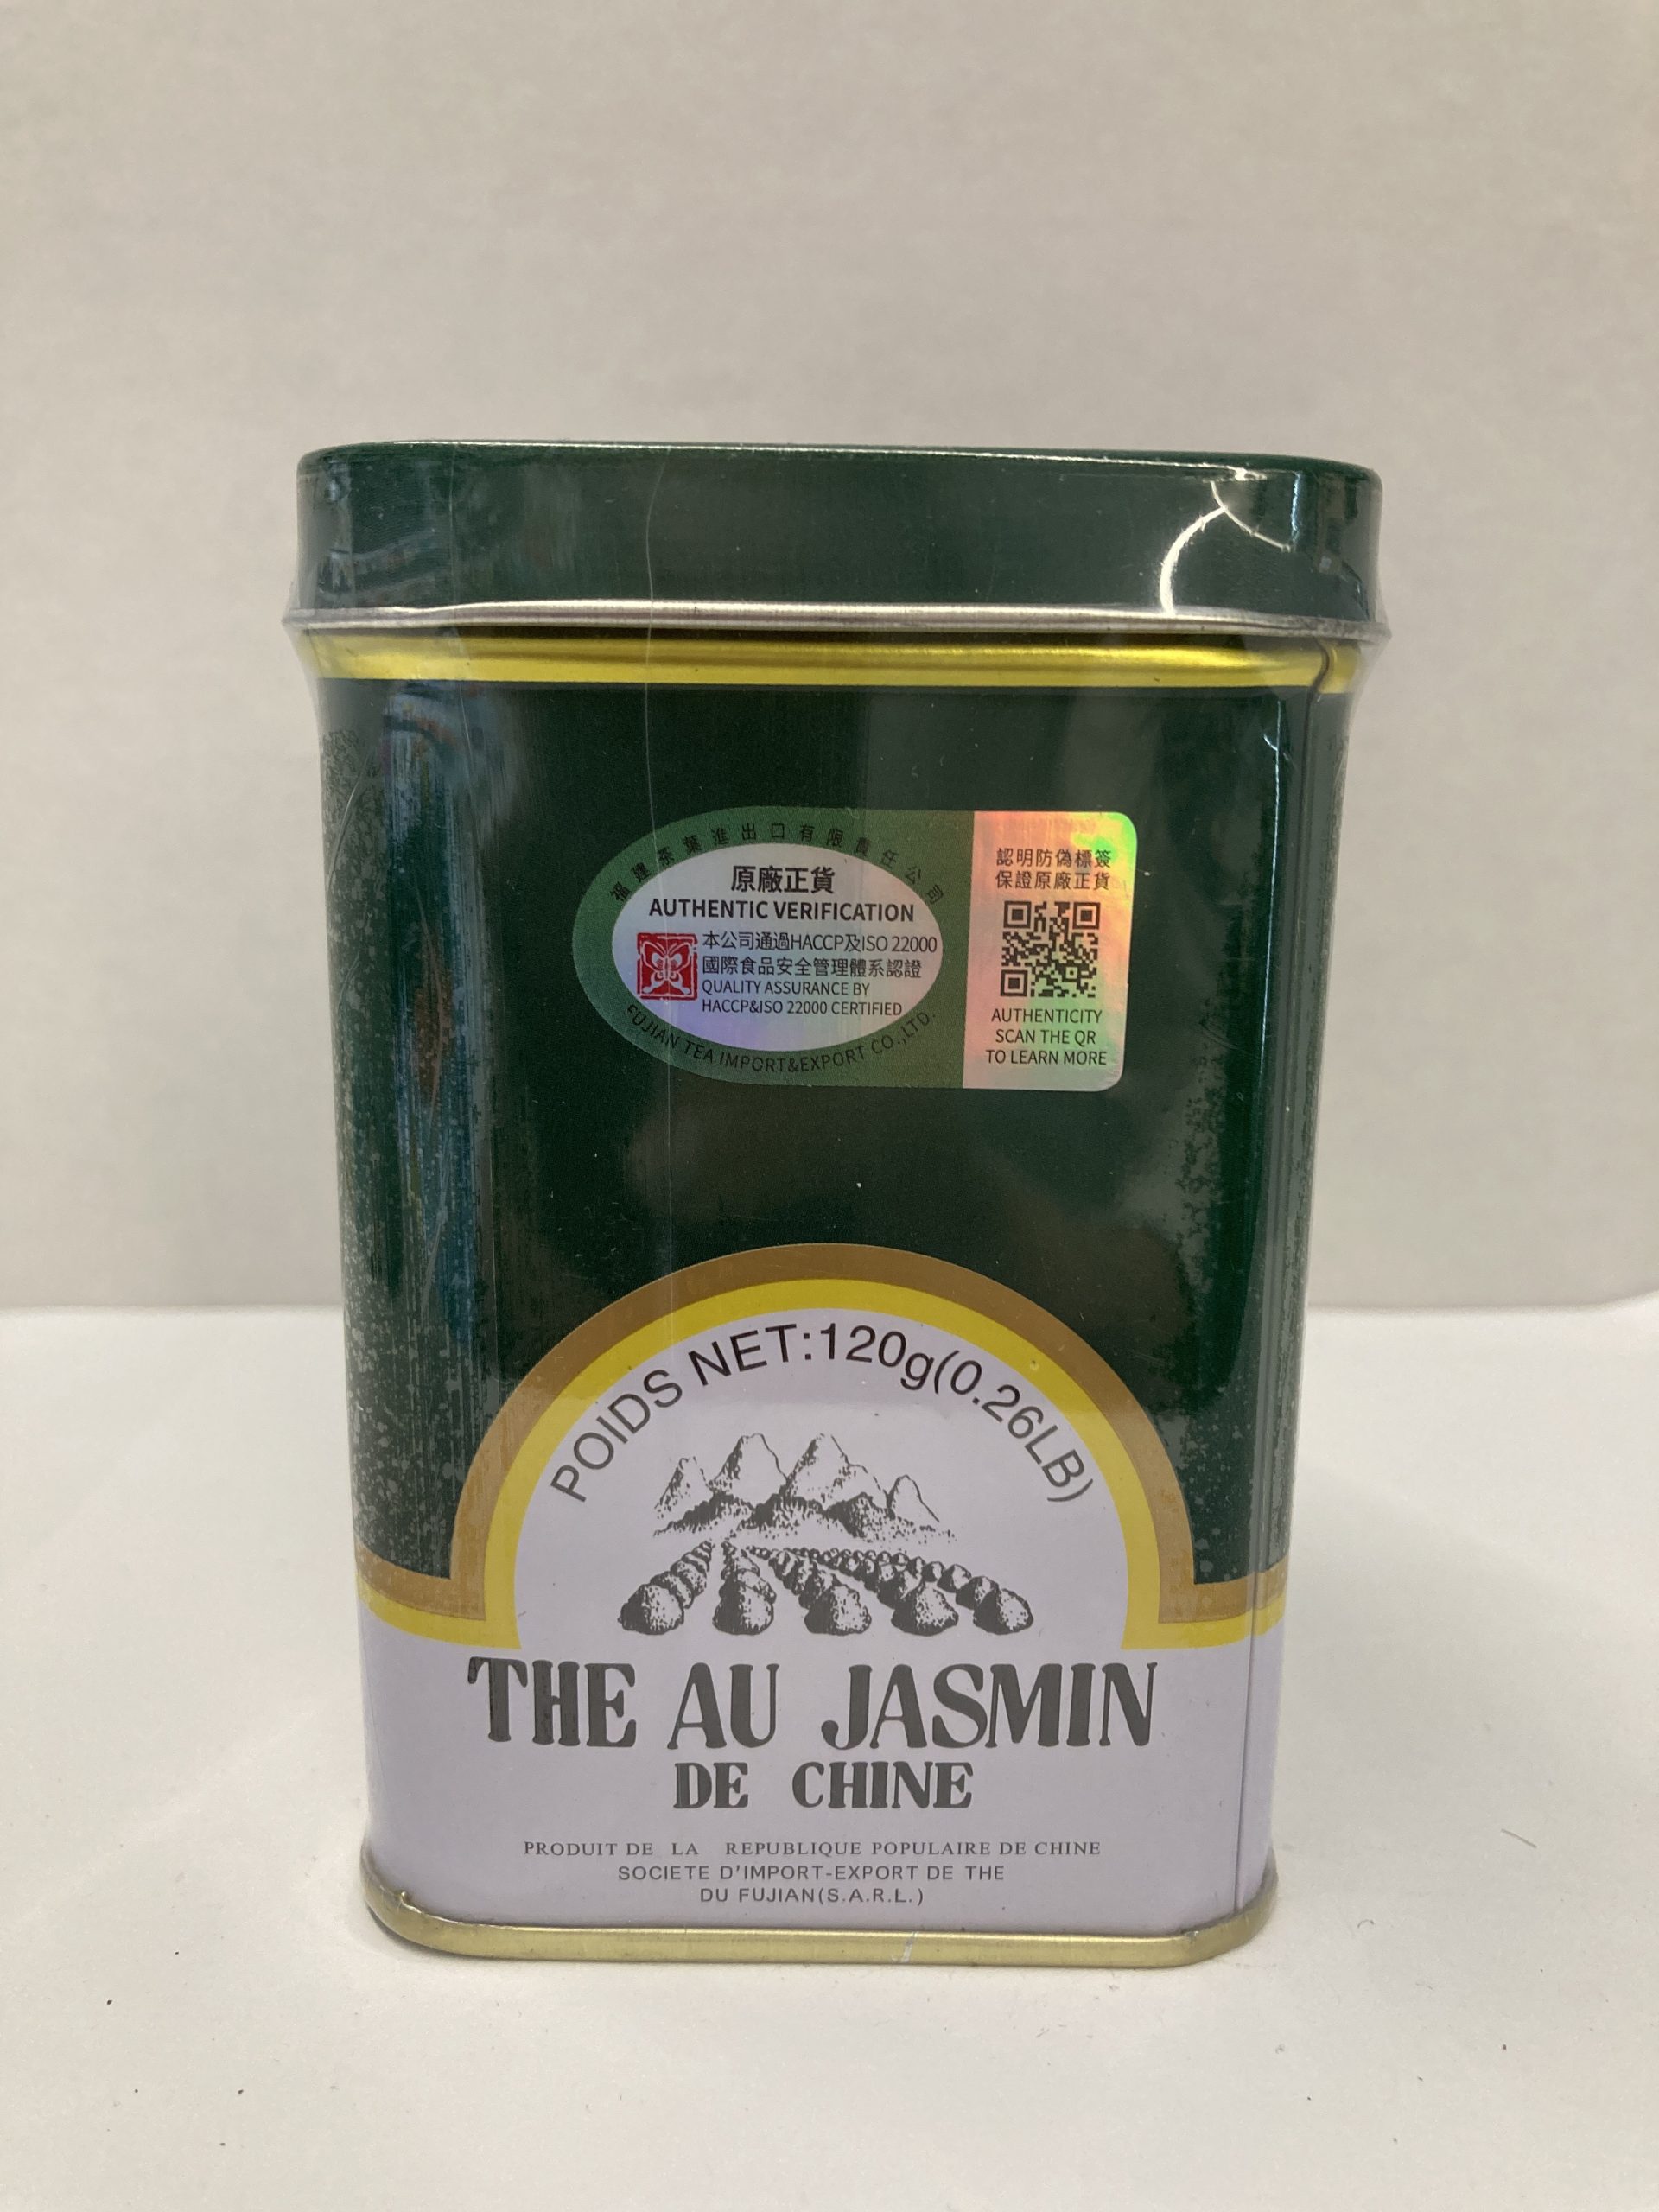 福建茶葉進出口有限責任公司
原廠正貨
AUTHENTIC VERIFICATION
本公司通過HACCP及ISO 22000
國際食品安全管理體系認證
QUALITY ASSURANCE BY
HACCP&ISO 22000 CERTIFIED
FUJIAN TEA IMPORT&EXPORT CO.,LTD.
認明防偽標簽
保證原廠正貨
AUTHENTICITY
SCAN THE QR
TO LEARN MORE
POIDS NET:120g(0.26LB)
THE AU JASMIN
DE CHINE
PRODUIT DE LA REPUBLIQUE POPULAIRE DE CHINE
SOCIETE D'IMPORT-EXPORT DE THE
DU FUJIAN(S.A.R.L.)